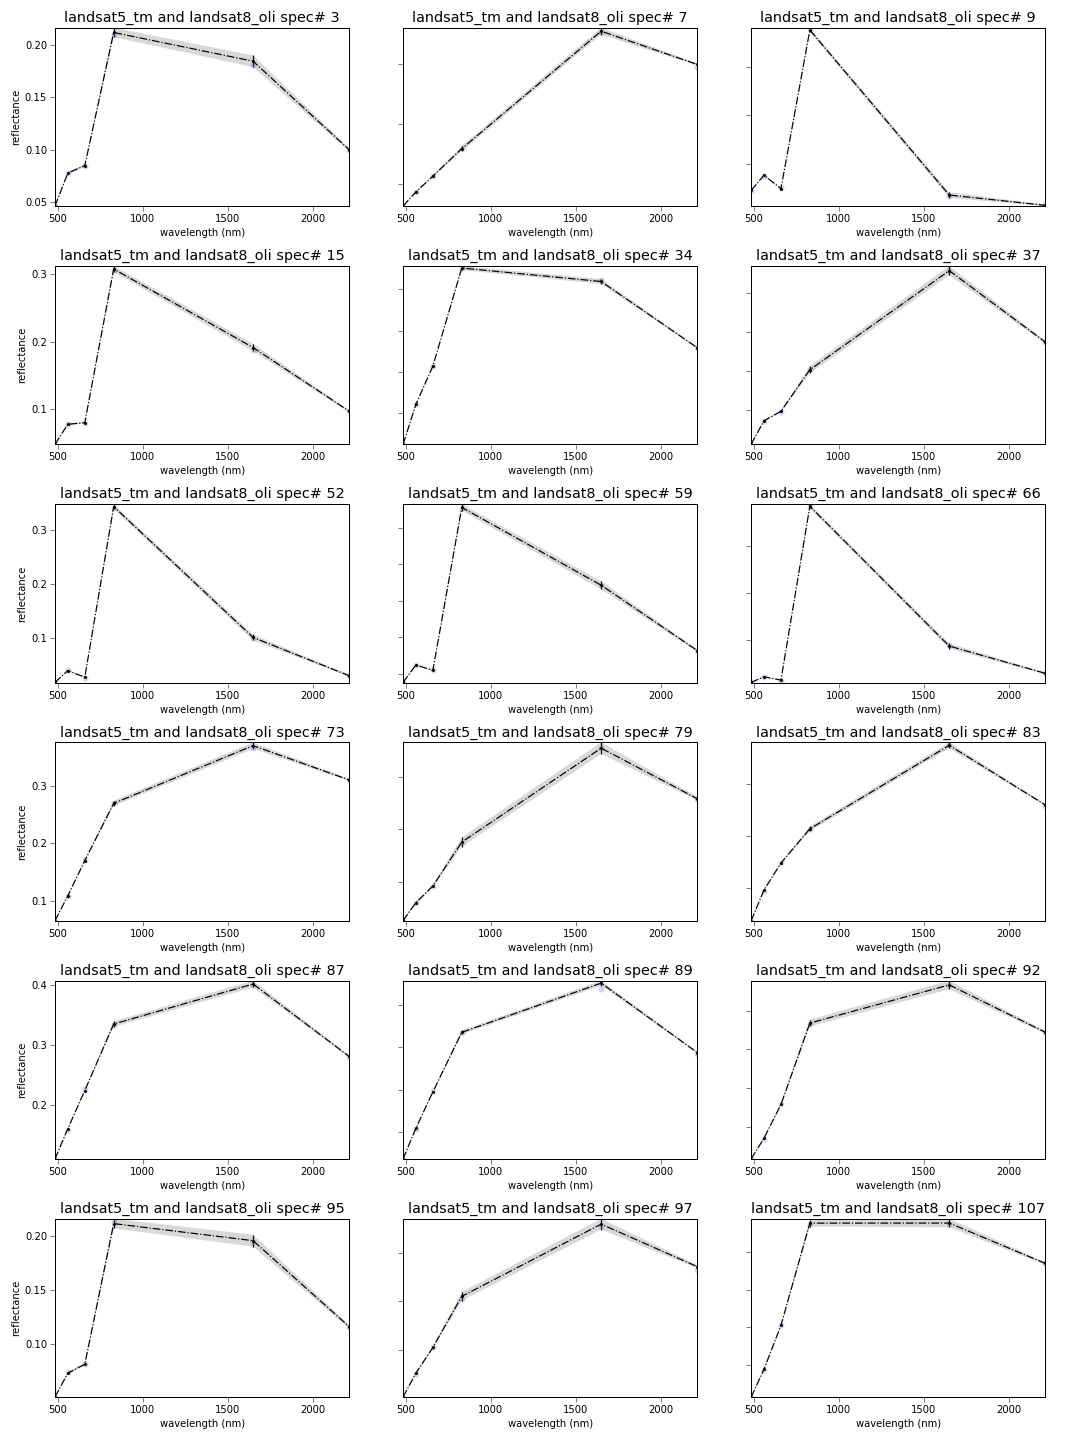 landsat5_tm and landsat8_oli spec# 3
landsat5_tm and landsat8_oli spec# 7
landsat5_tm and landsat8_oli spec# 9
0.20
0.15
0.10
0.05
reflectance
500 1000 1500 2000
500 1000 1500 2000
500 1000 1500 2000
wavelength (nm)
wavelength (nm)
wavelength (nm)
landsat5_tm and landsat8_oli spec# 15
landsat5_tm and landsat8_oli spec# 34
landsat5_tm and landsat8_oli spec# 37
0.3
0.2
0.1
reflectance
500 1000 1500 2000
500 1000 1500 2000
500 1000 1500 2000
wavelength (nm)
wavelength (nm)
wavelength (nm)
landsat5_tm and landsat8_oli spec# 52
landsat5_tm and landsat8_oli spec# 59
landsat5_tm and landsat8_oli spec# 66
0.3
0.2
0.1
reflectance
500 1000 1500 2000
500 1000 1500 2000
500 1000 1500 2000
wavelength (nm)
wavelength (nm)
wavelength (nm)
landsat5_tm and landsat8_oli spec# 73
landsat5_tm and landsat8_oli spec# 79
landsat5_tm and landsat8_oli spec# 83
0.3
0.2
0.1
reflectance
500 1000 1500 2000
500 1000 1500 2000
500 1000 1500 2000
wavelength (nm)
wavelength (nm)
wavelength (nm)
landsat5_tm and landsat8_oli spec# 87
landsat5_tm and landsat8_oli spec# 89
landsat5_tm and landsat8_oli spec# 92
0.4
0.3
0.2
reflectance
500 1000 1500 2000
500 1000 1500 2000
500 1000 1500 2000
wavelength (nm)
wavelength (nm)
wavelength (nm)
landsat5_tm and landsat8_oli spec# 95
landsat5_tm and landsat8_oli spec# 97
landsat5_tm and landsat8_oli spec# 107
0.20
0.15
0.10
reflectance
500 1000 1500 2000
500 1000 1500 2000
500 1000 1500 2000
wavelength (nm)
wavelength (nm)
wavelength (nm)